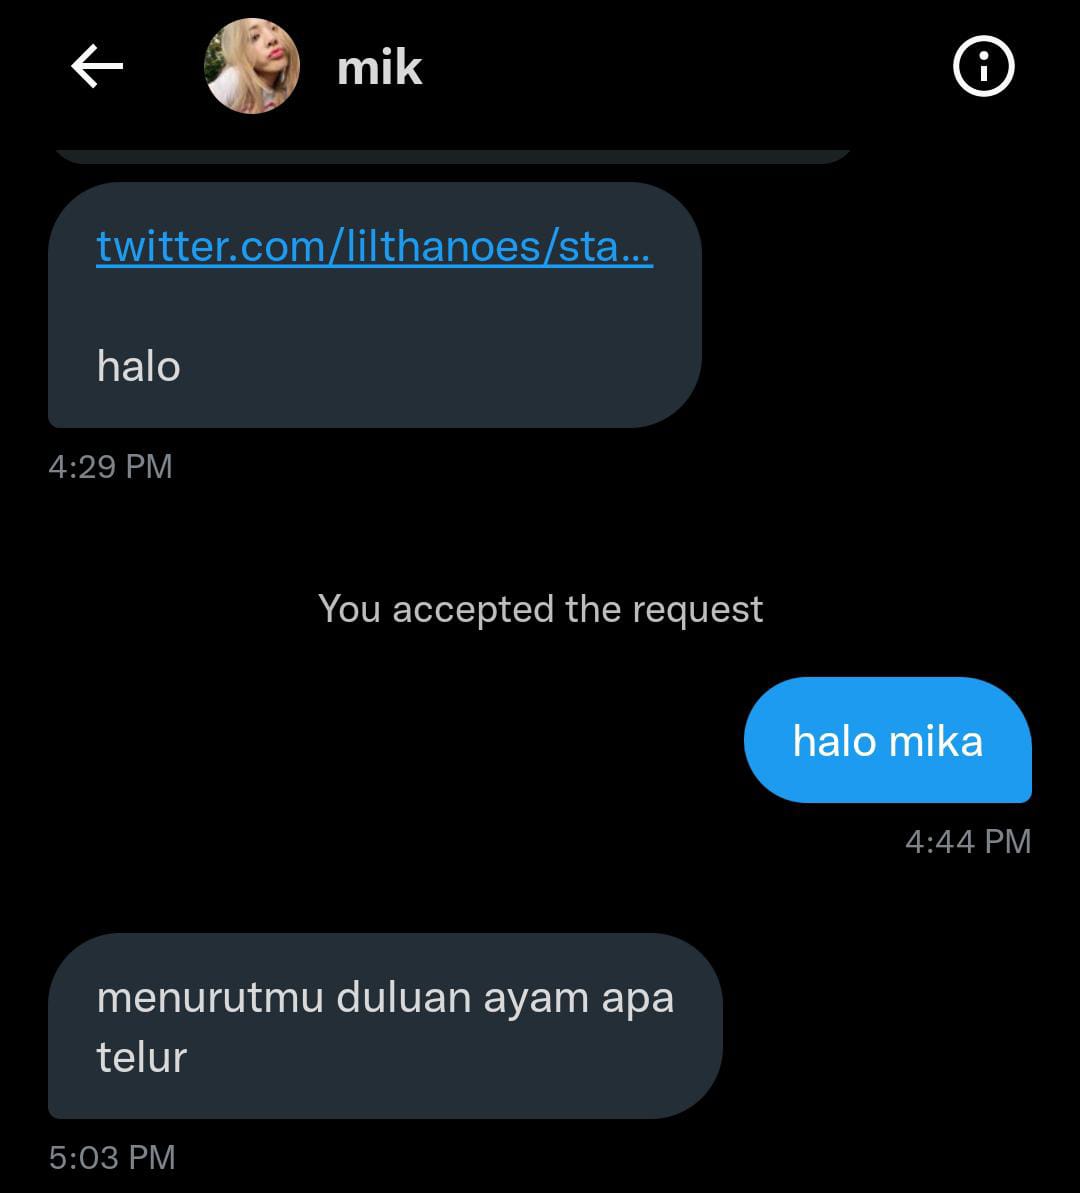 mik
twitter.com/lilthanoes/sta...
halo
4:29 PM
You accepted the request
halo mika
4:44 PM
menurutmu duluan ayam apa
telur
5:03 PM